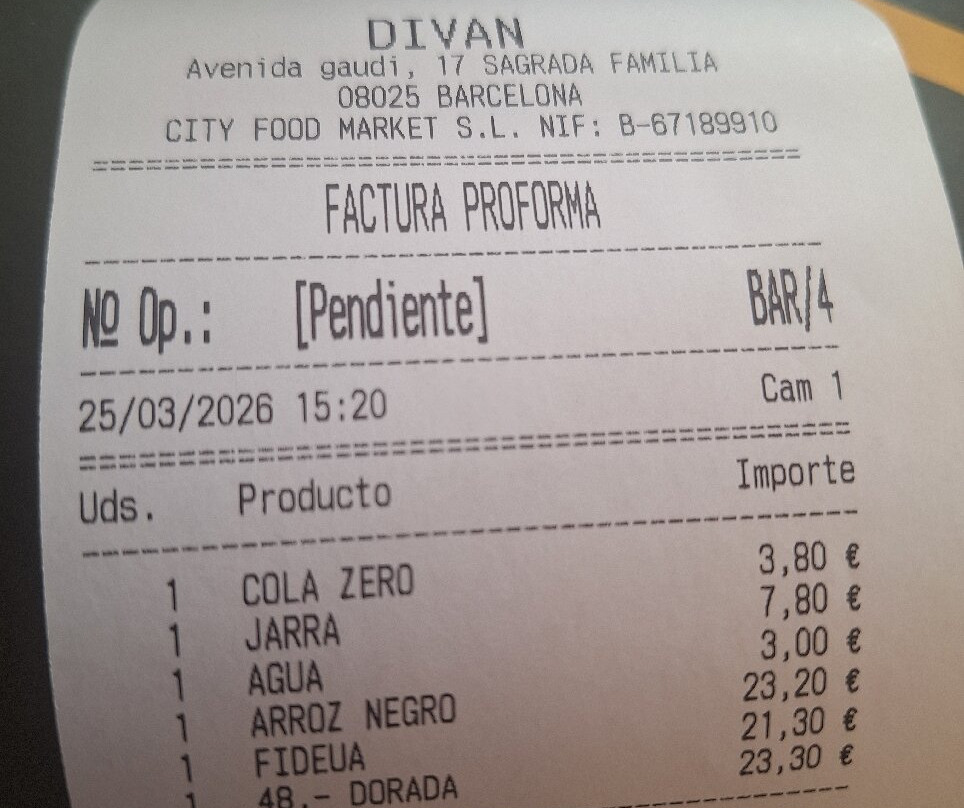 DIVAN
Avenida gaudi, 17 SAGRADA FAMILIA
08025 BARCELONA
CITY FOOD MARKET S.L. NIF: B-67189910
FACTURA PROFORMA
Nº Op.: [Pendiente] BAR/4
25/03/2026 15:20 Cam 1
Uds. Producto Importe
1 COLA ZERO 3,80 €
1 JARRA 7,80 €
1 AGUA 3,00 €
1 ARROZ NEGRO 23,20 €
1 FIDEUA 21,30 €
1 48.- DORADA 23,30 €